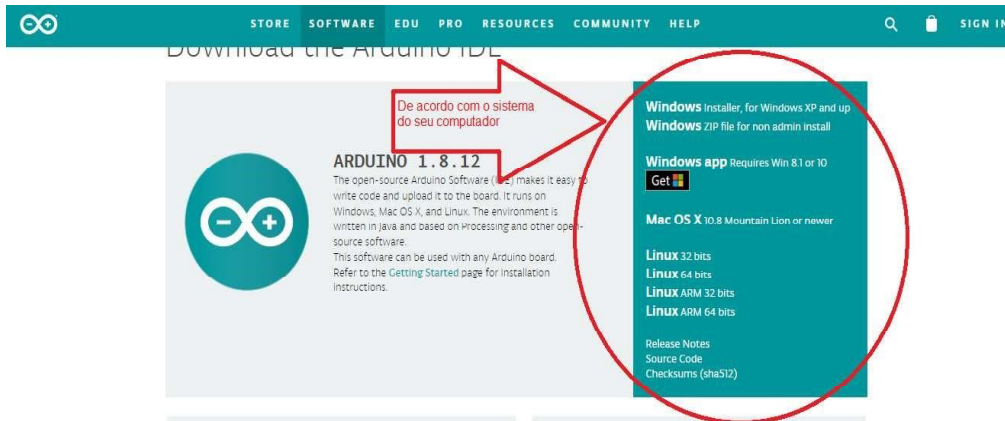 STORE SOFTWARE EDU PRO RESOURCES COMMUNITY HELP SIGN IN
Download the Arduino IDE
De acordo com o sistema
do seu computador
ARDUINO 1.8.12
The open-source Arduino Software (IDE) makes it easy to
write code and upload it to the board. It runs on
Windows, Mac OS X, and Linux. The environment is
written in Java and based on Processing and other open-
source software.
This software can be used with any Arduino board.
Refer to the Getting Started page for Installation
instructions.
Windows Installer, for Windows XP and up
Windows ZIP file for non admin install
Windows app Requires Win 8.1 or 10
Get
Mac OS X 10.8 Mountain Lion or newer
Linux 32 bits
Linux 64 bits
Linux ARM 32 bits
Linux ARM 64 bits
Release Notes
Source Code
Checksums (sha512)